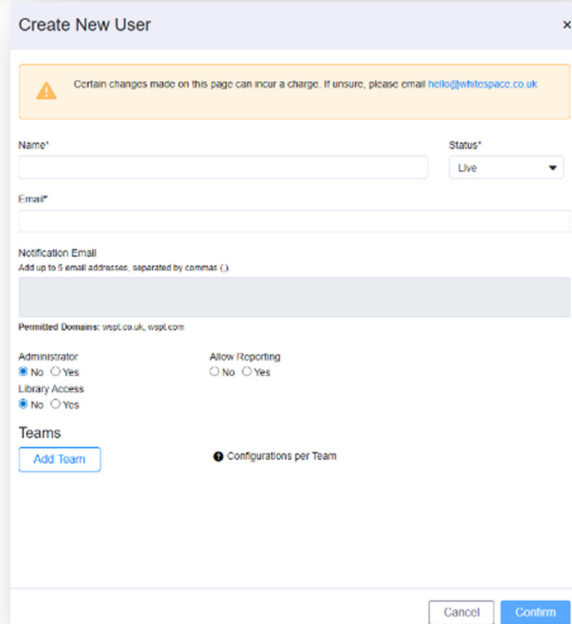 Create New User ×
Certain changes made on this page can incur a charge. If unsure, please email hello@whitespace.co.uk
Name* Status*
Live
Email*
Notification Email
Add up to 5 email addresses, separated by commas (,)
Permitted Domains: wspt.co.uk, wspt.com
Administrator Allow Reporting
No Yes No Yes
Library Access
No Yes
Teams
Add Team Configurations per Team
Cancel Confirm